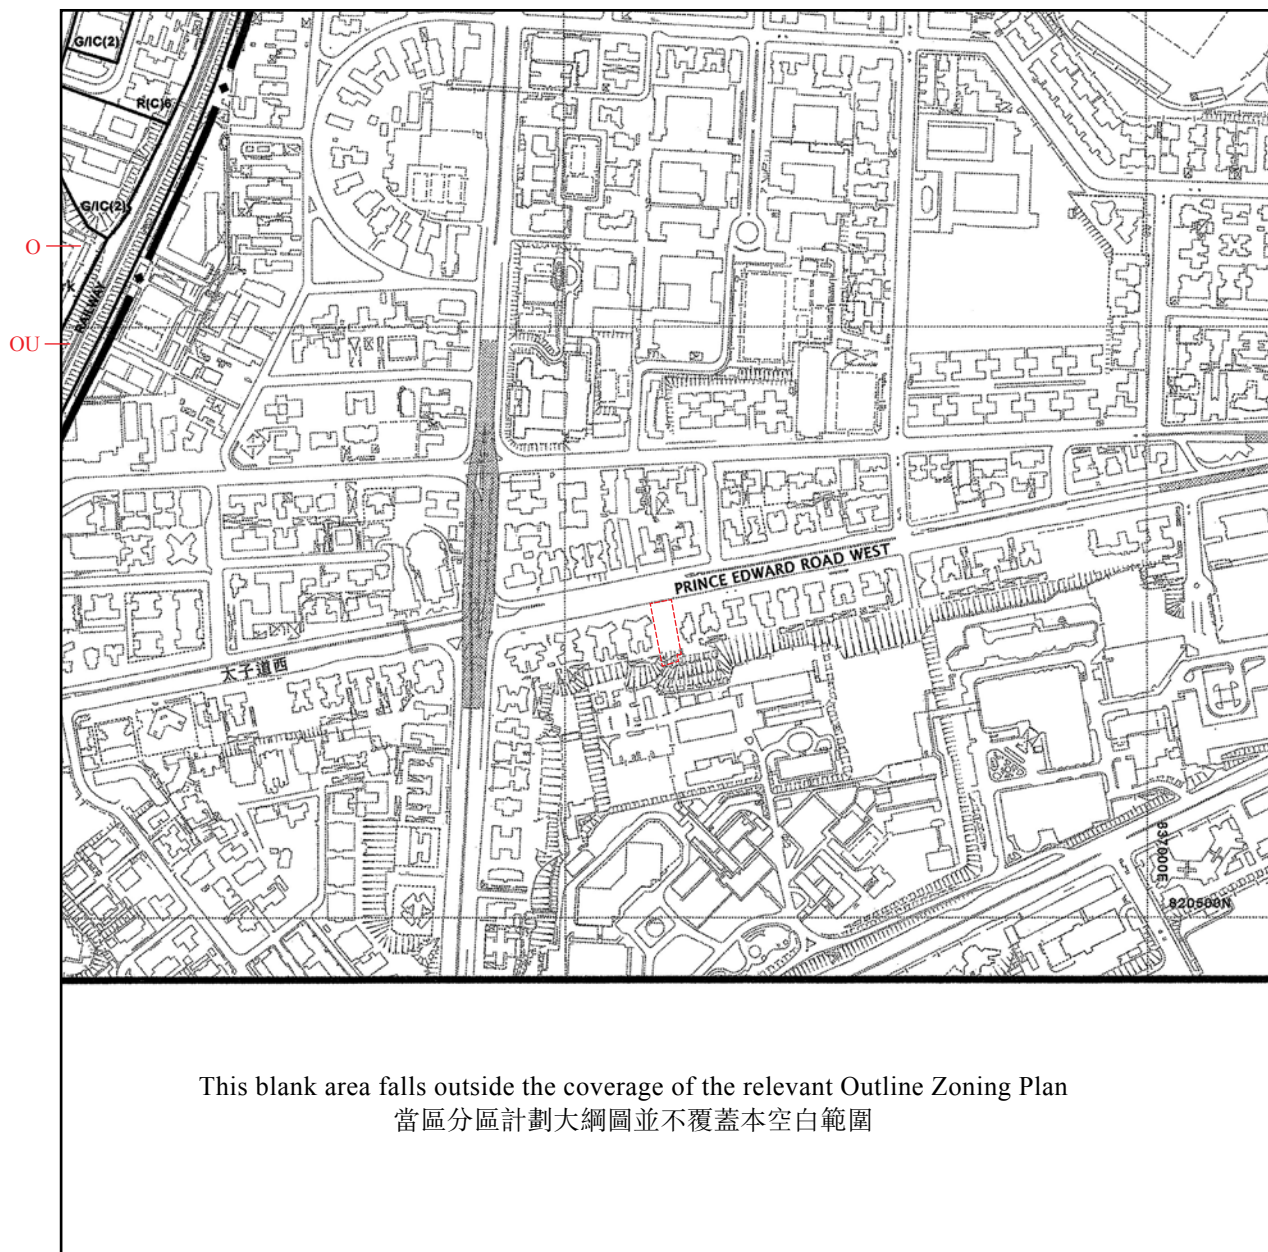 G/IC(2)
R(C)6
G/IC(2)
O
RAILWAY
OU
PRINCE EDWARD ROAD WEST
太子道西
837000E
820500N
This blank area falls outside the coverage of the relevant Outline Zoning Plan
當區分區計劃大綱圖並不覆蓋本空白範圍